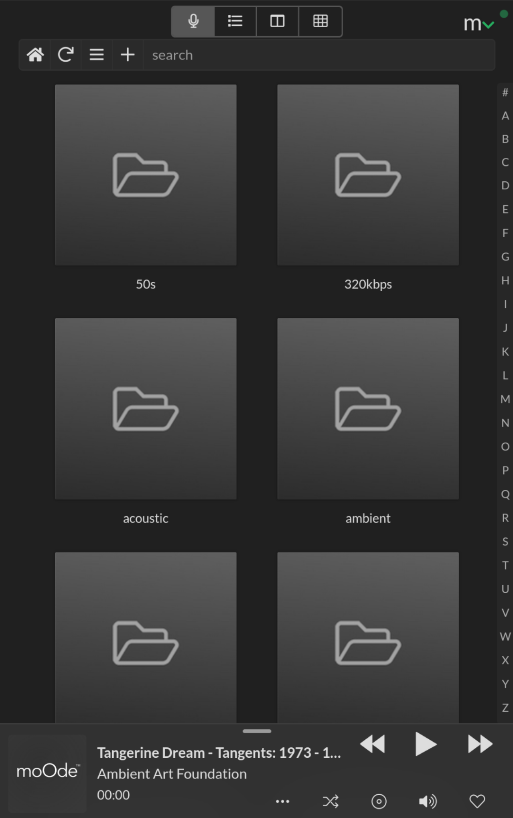 m
search
50s
320kbps
acoustic
ambient
#
A
B
C
D
E
F
G
H
I
J
K
L
M
N
O
P
Q
R
S
T
U
V
W
X
Y
Z
moOde™
Tangerine Dream - Tangents: 1973 - 1...
Ambient Art Foundation
00:00